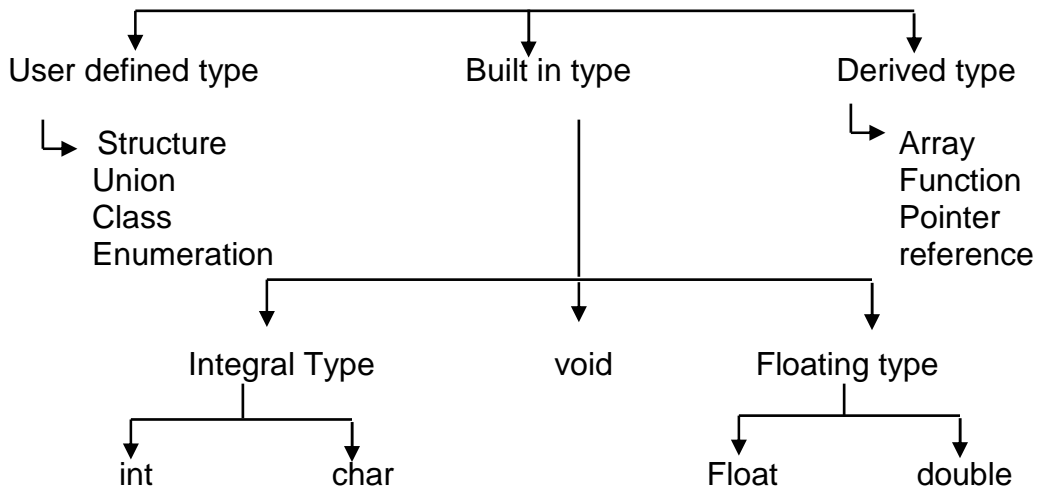 User defined type
Built in type
Derived type
Structure
Union
Class
Enumeration
Array
Function
Pointer
reference
Integral Type
void
Floating type
int
char
Float
double